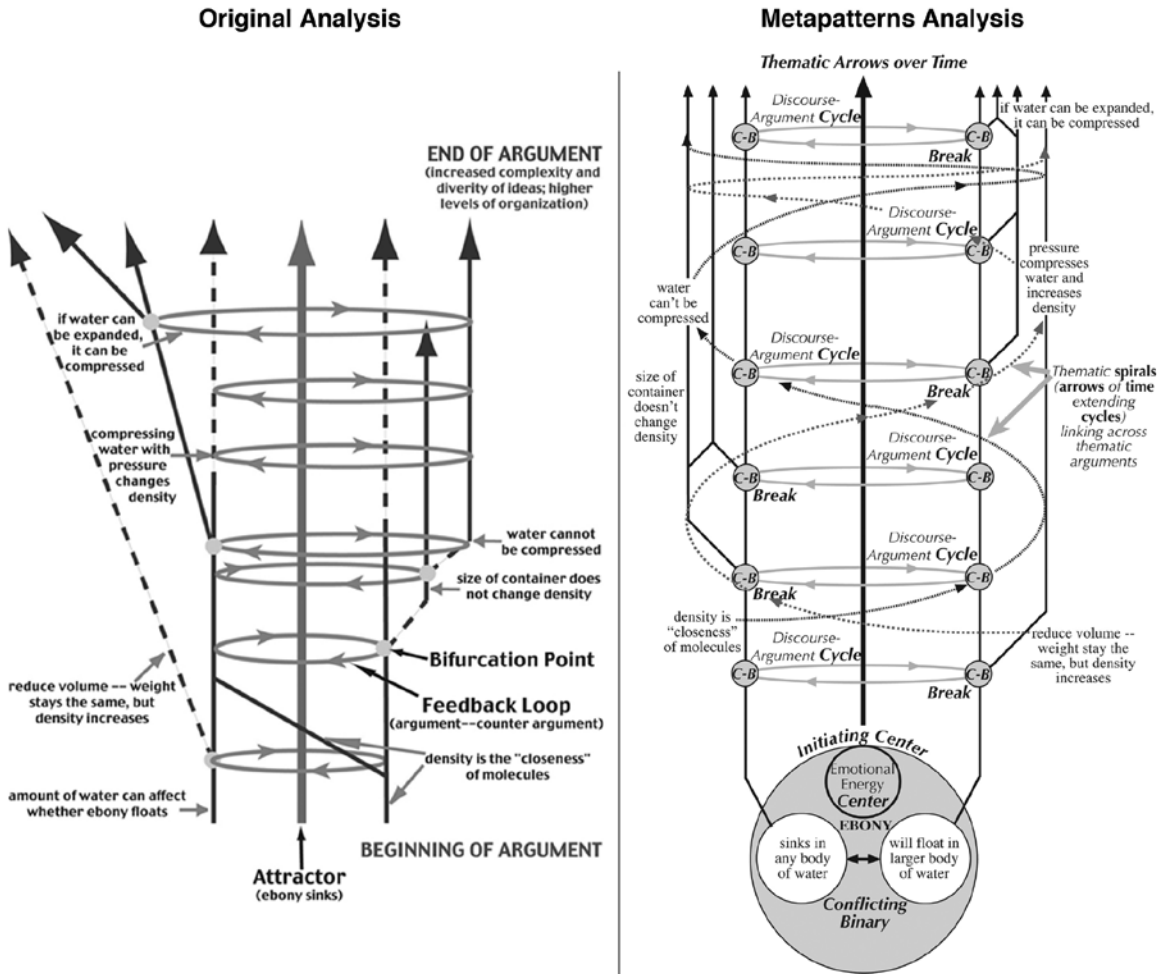 Original Analysis
END OF ARGUMENT
(increased complexity and
diverity of ideas; higher
levels of organization)
if water can
be expanded,
it can be
compressed
compressing
water with
pressure
changes
density
water cannot
be compressed
size of container does
not change density
Bifurcation Point
reduce volume -- weight
stays the same, but
density increases
Feedback Loop
(argument--counter argument)
density is the "closeness"
of molecules
amount of water can affect
whether ebony floats
BEGINNING OF ARGUMENT
Attractor
(ebony sinks)
Metapatterns Analysis
Thematic Arrows over Time
Discourse-
Argument Cycle
if water can be expanded,
it can be compressed
C-B
C-B
Break
Discourse-
Argument Cycle
C-B
C-B
pressure
compresses
water and
increases
density
water
can't be
compressed
Discourse-
Argument Cycle
C-B
C-B
Break
size of
container
doesn't
change
density
Thematic spirals
(arrows of time
extending
cycles)
linking across
thematic
arguments
Discourse-
Argument Cycle
C-B
C-B
Break
Discourse-
Argument Cycle
C-B
C-B
Break
density is
"closeness"
of molecules
Discourse-
Argument Cycle
reduce volume --
weight stay the
same, but density
increases
C-B
C-B
Break
Initiating Center
Emotional
Energy
Center
EBONY
sinks in
any body
of water
will float in
larger body
of water
Conflicting
Binary